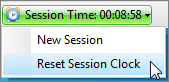 Session Time: 00:08:58
New Session
Reset Session Clock